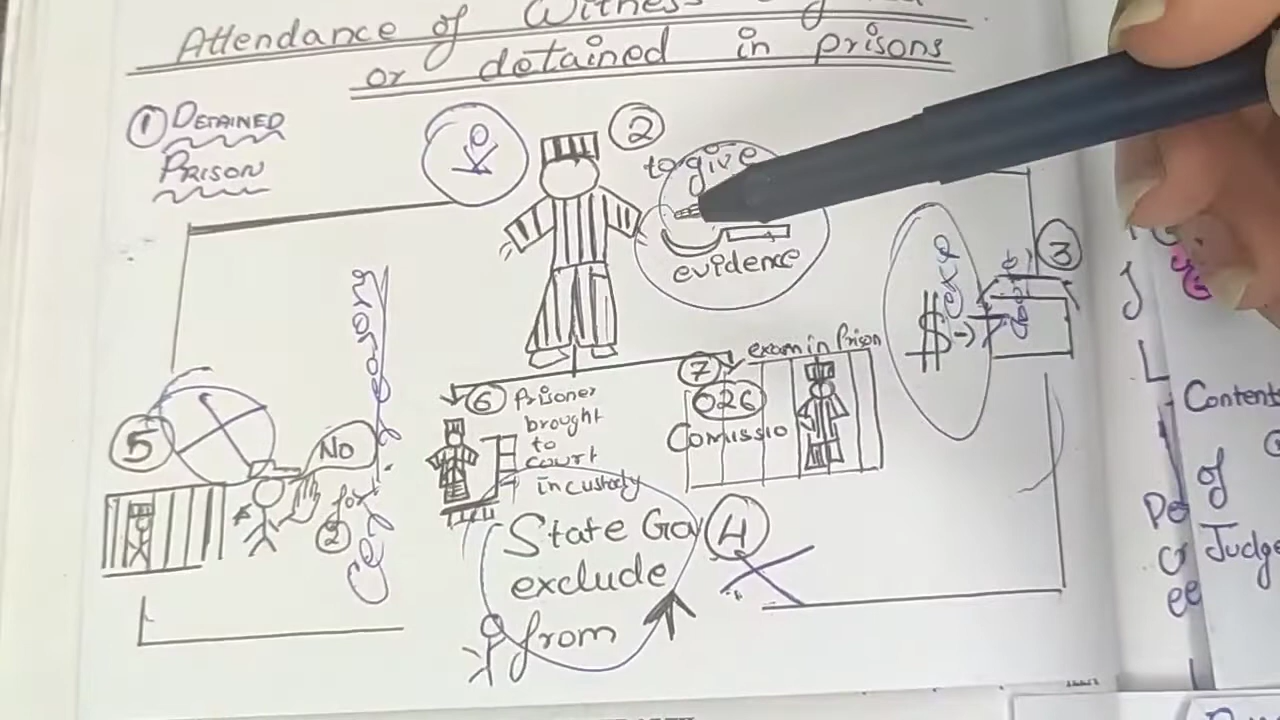 Attendance of Witness
or detained in prisons
① DETAINED
PRISON
②
to give
evidence
③
exp
$
⑦
exam in Prison
O26
Comissio
⑥ Prisoner
brought
to
court
in custody
⑤
NO
for
②
State Gov
④
exclude
from
Content
of
Judge